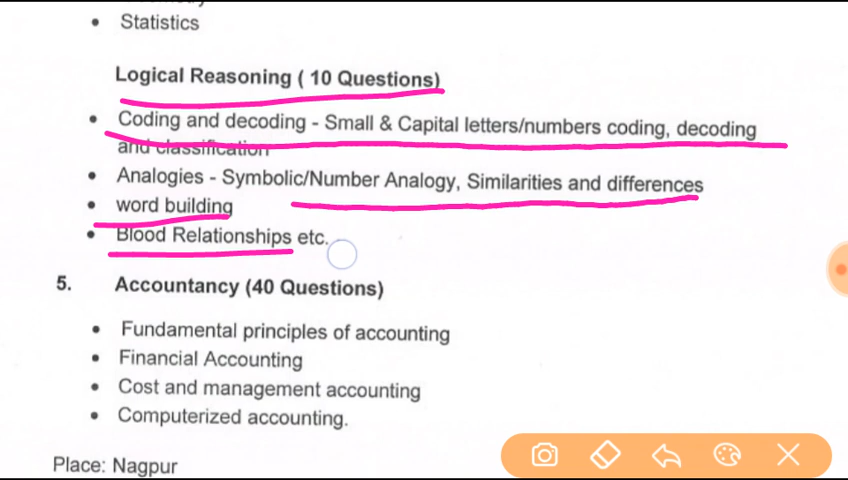 • Statistics
Logical Reasoning ( 10 Questions)
• Coding and decoding - Small & Capital letters/numbers coding, decoding
and classification
• Analogies - Symbolic/Number Analogy, Similarities and differences
• word building
• Blood Relationships etc.
5. Accountancy (40 Questions)
• Fundamental principles of accounting
• Financial Accounting
• Cost and management accounting
• Computerized accounting.
Place: Nagpur